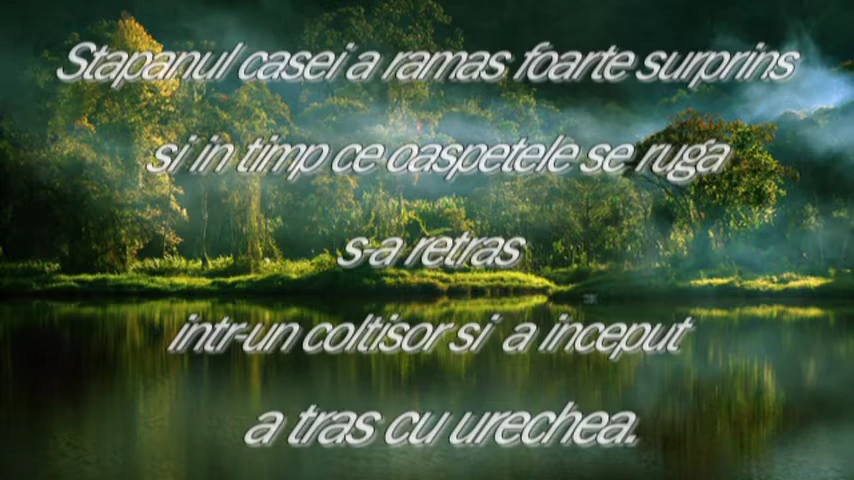 Stapanul casei a ramas foarte surprins
si in timp ce oaspetele se ruga
s-a retras
intr-un coltisor si a inceput
a tras cu urechea.